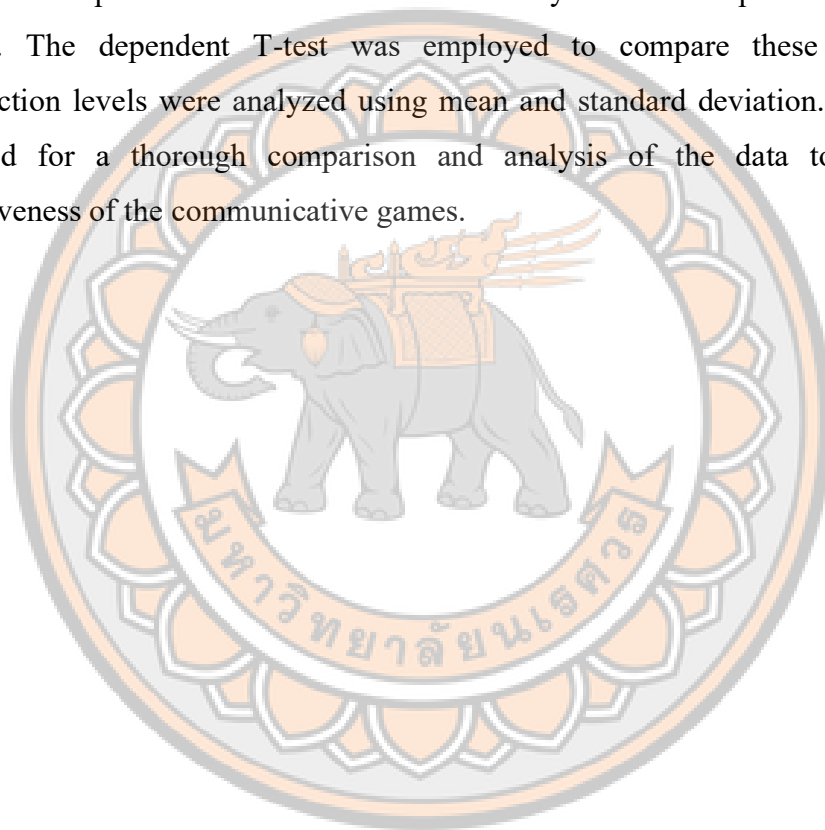 . The dependent T-test was employed to compare these
ction levels were analyzed using mean and standard deviation.
d for a thorough comparison and analysis of the data to
iveness of the communicative games.
มหาวิทยาลัยนเรศวร